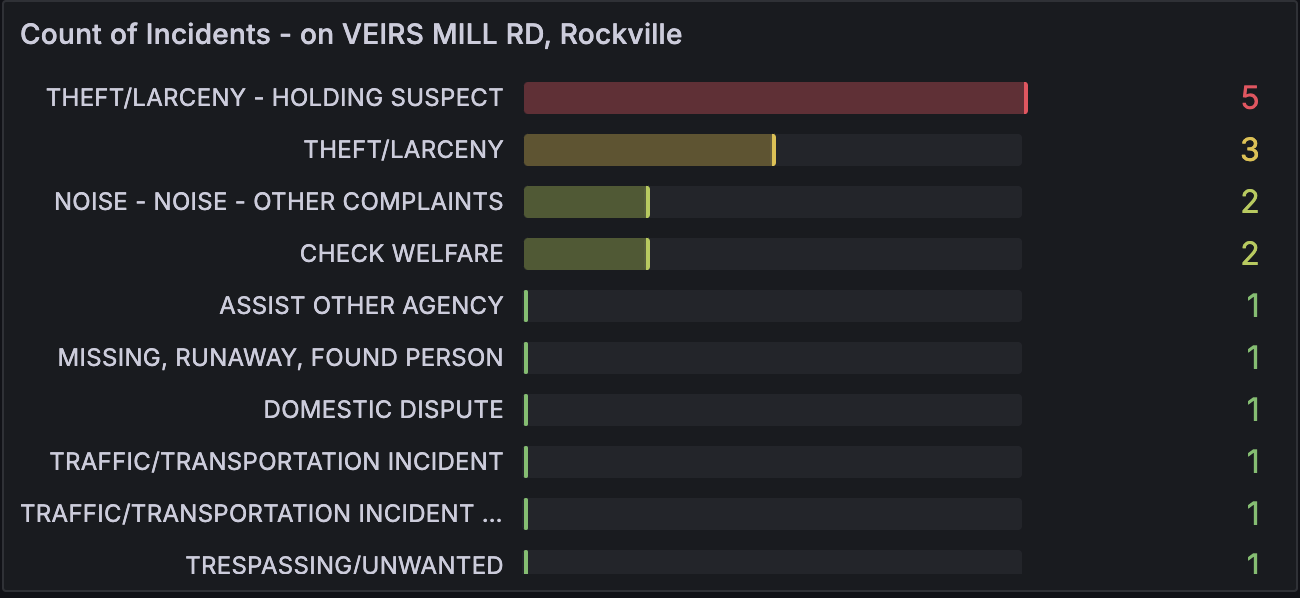 Count of Incidents - on VEIRS MILL RD, Rockville
THEFT/LARCENY - HOLDING SUSPECT 5
THEFT/LARCENY 3
NOISE - NOISE - OTHER COMPLAINTS 2
CHECK WELFARE 2
ASSIST OTHER AGENCY 1
MISSING, RUNAWAY, FOUND PERSON 1
DOMESTIC DISPUTE 1
TRAFFIC/TRANSPORTATION INCIDENT 1
TRAFFIC/TRANSPORTATION INCIDENT ... 1
TRESPASSING/UNWANTED 1